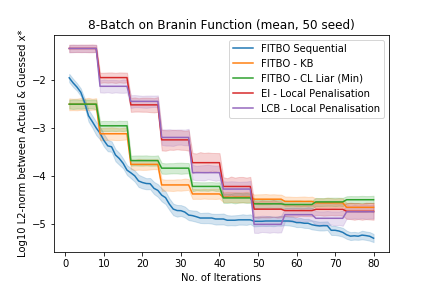 8-Batch on Branin Function (mean, 50 seed)
Log10 L2-norm between Actual & Guessed x*
−2
−3
−4
−5
FITBO Sequential
FITBO - KB
FITBO - CL Liar (Min)
EI - Local Penalisation
LCB - Local Penalisation
0 10 20 30 40 50 60 70 80
No. of Iterations